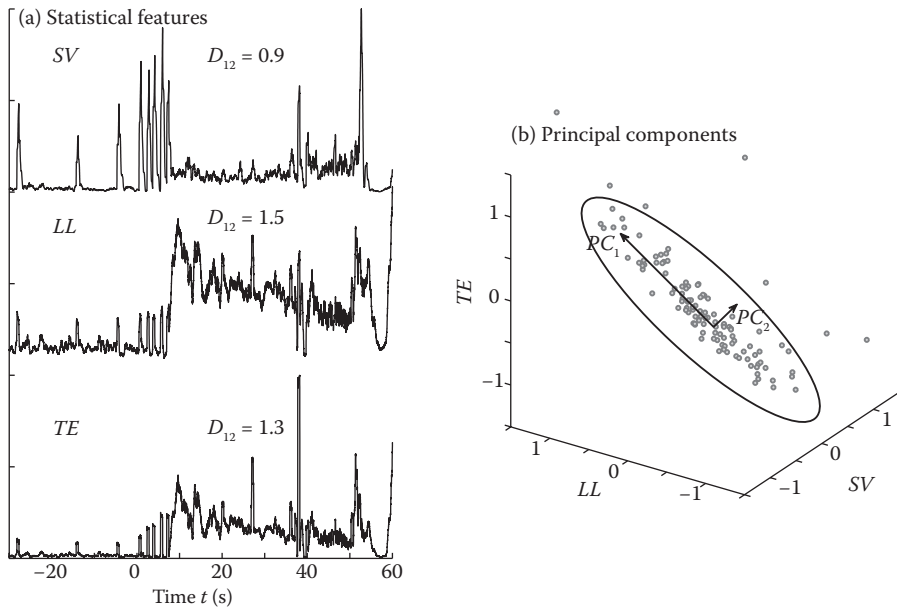 (a) Statistical features
SV
D₁₂ = 0.9
LL
D₁₂ = 1.5
TE
D₁₂ = 1.3
−20 0 20 40 60
Time t (s)
(b) Principal components
1
0
−1
TE
PC₁
PC₂
1
0
−1
LL
−1
0
1
SV